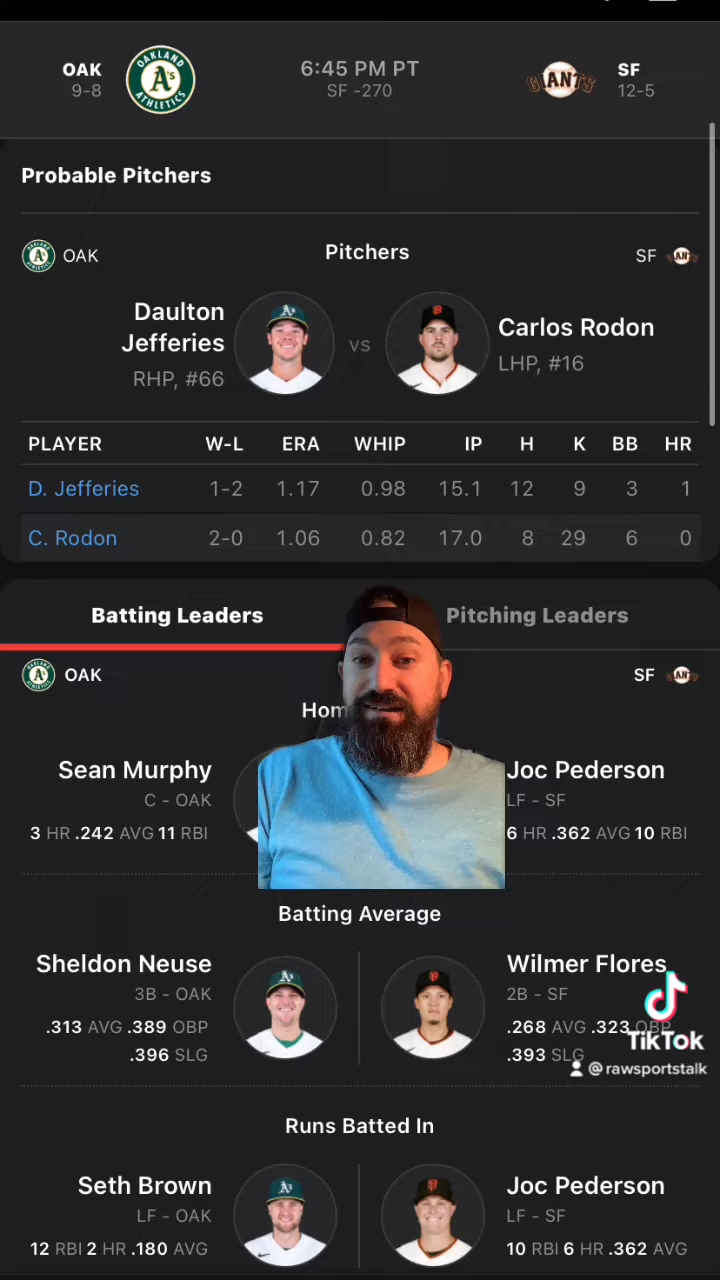 OAK
9-8
OAKLAND
A's
ATHLETICS
6:45 PM PT
SF -270
GIANTS
SF
12-5
Probable Pitchers
OAK
Pitchers
SF
Daulton
Jefferies
RHP, #66
vs
Carlos Rodon
LHP, #16
PLAYER W-L ERA WHIP IP H K BB HR
D. Jefferies 1-2 1.17 0.98 15.1 12 9 3 1
C. Rodon 2-0 1.06 0.82 17.0 8 29 6 0
Batting Leaders
Pitching Leaders
OAK
SF
Hom
Sean Murphy
C - OAK
3 HR .242 AVG 11 RBI
Joc Pederson
LF - SF
6 HR .362 AVG 10 RBI
Batting Average
Sheldon Neuse
3B - OAK
.313 AVG .389 OBP
.396 SLG
Wilmer Flores
2B - SF
.268 AVG .323 OBP
.393 SLG
TikTok
@rawsportstalk
Runs Batted In
Seth Brown
LF - OAK
12 RBI 2 HR .180 AVG
Joc Pederson
LF - SF
10 RBI 6 HR .362 AVG